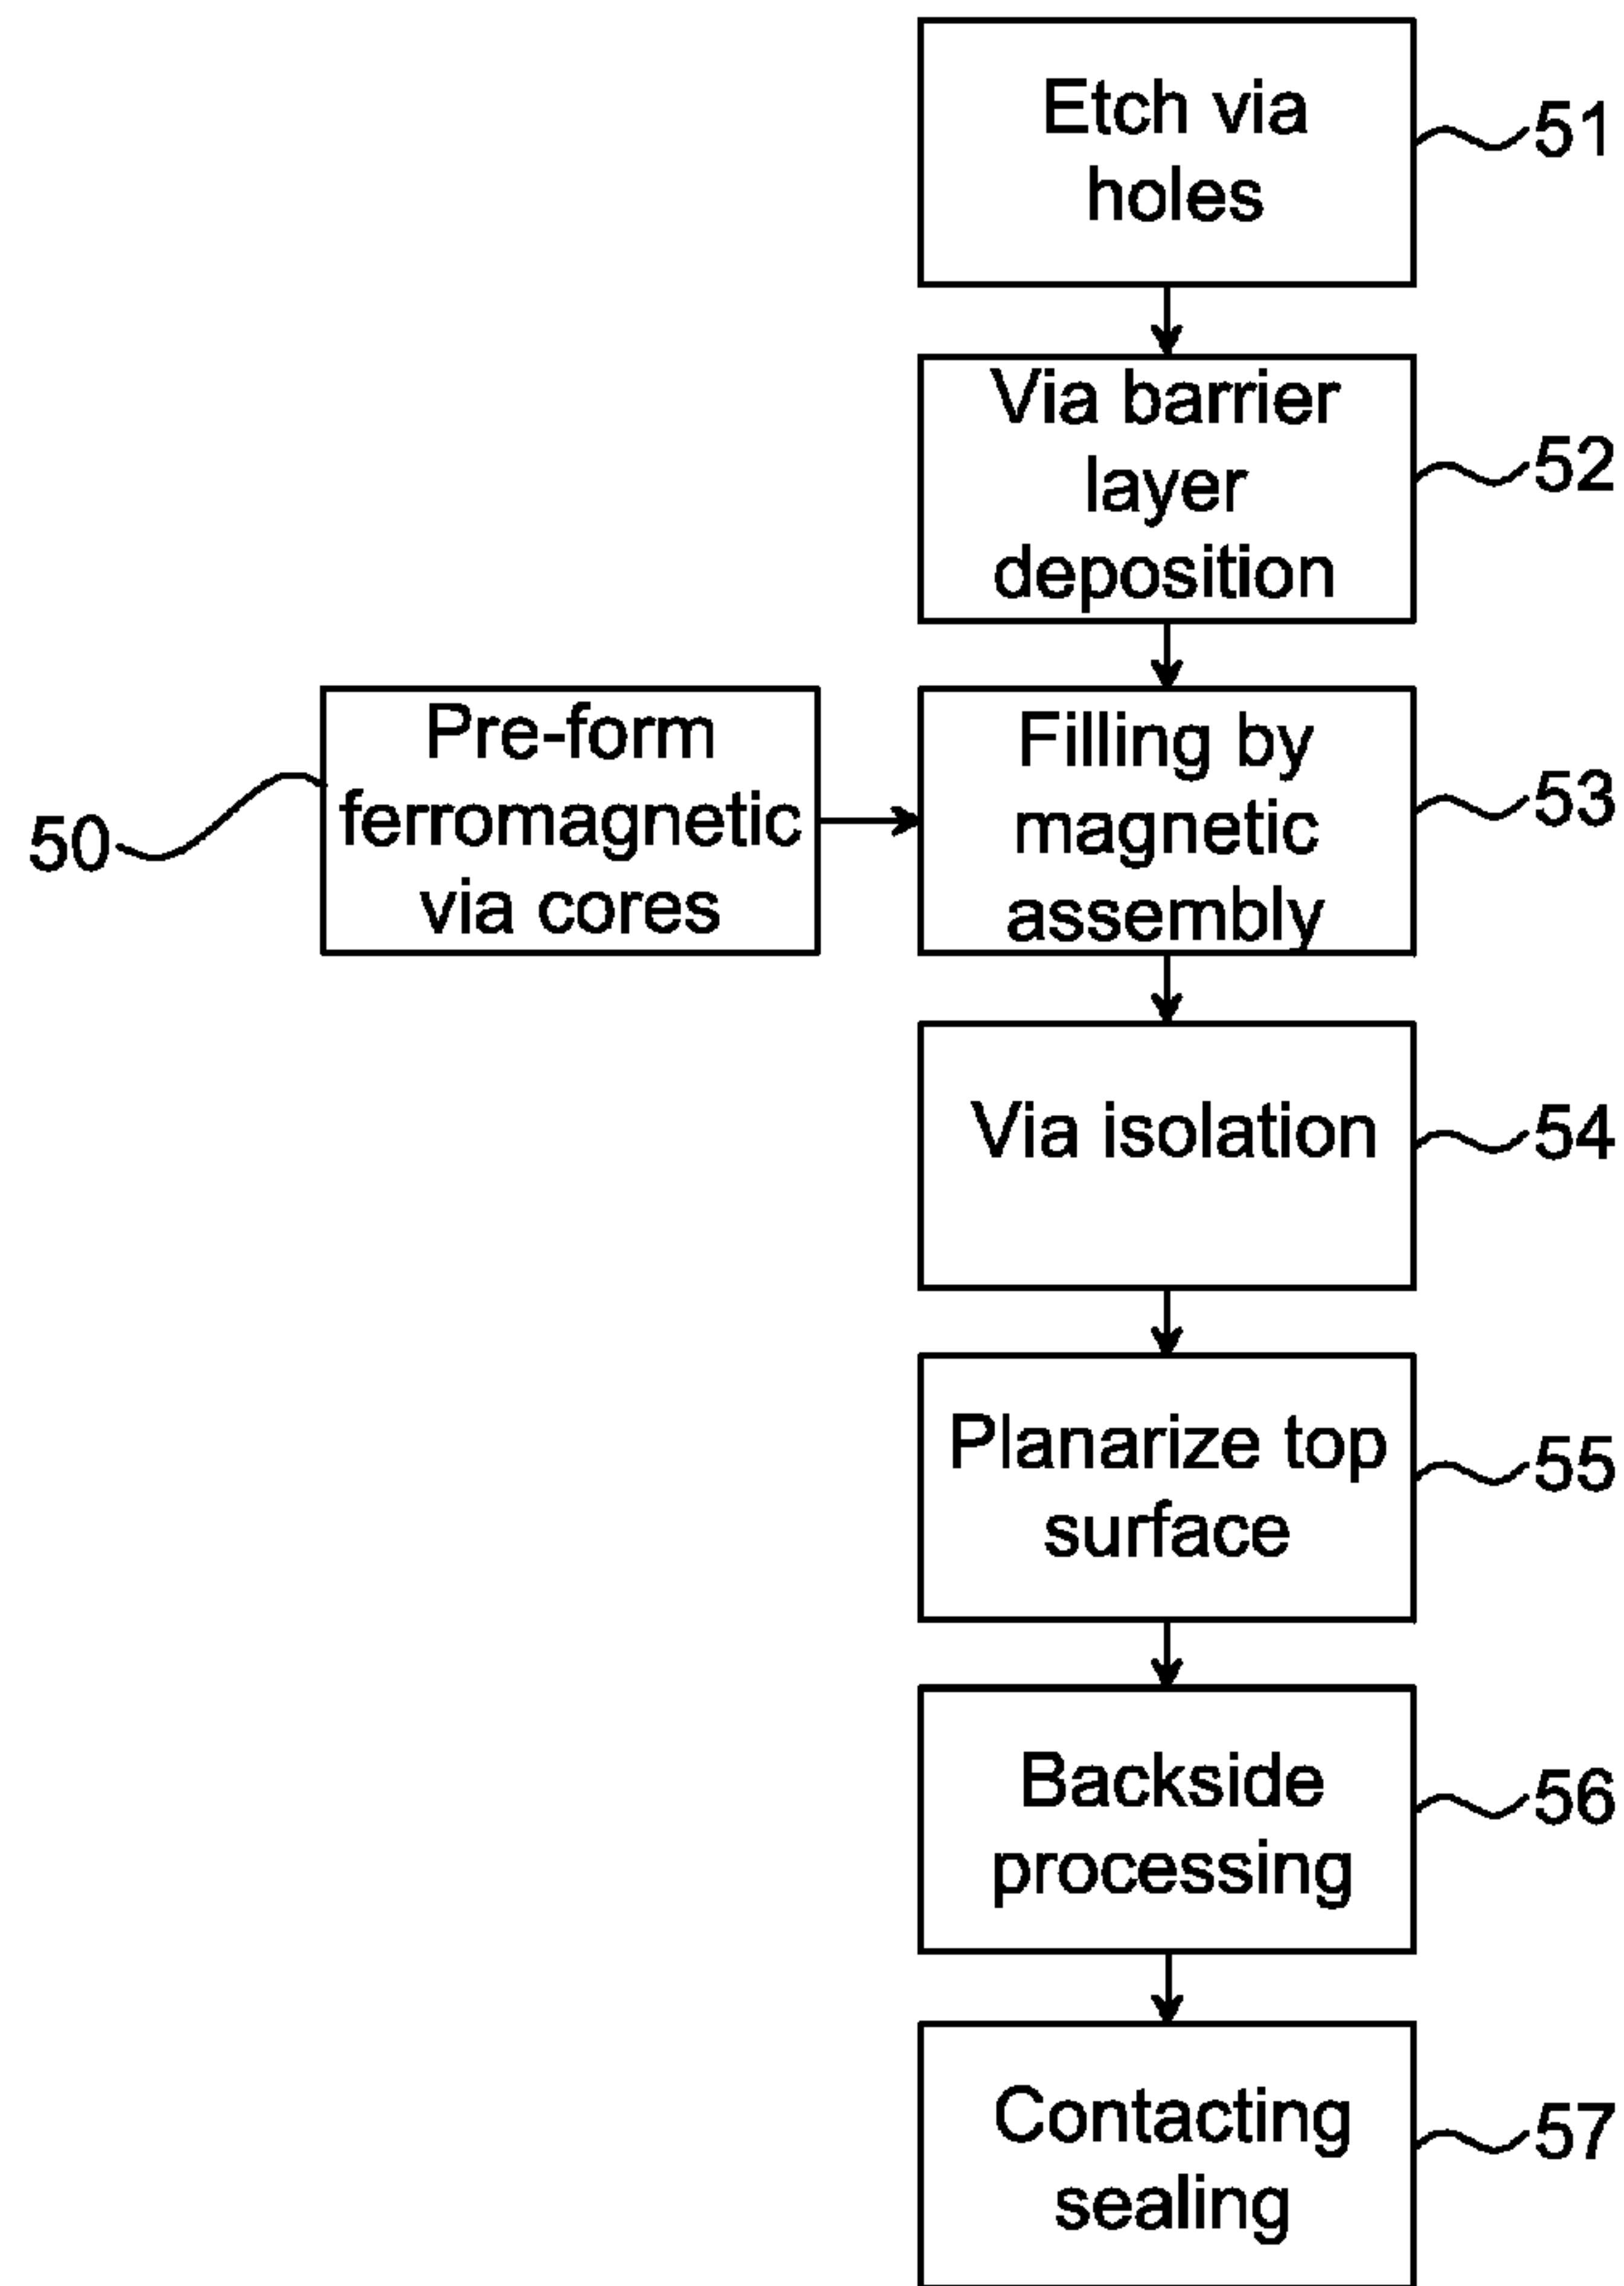 Etch via
holes
51
Via barrier
layer
deposition
52
50
Pre-form
ferromagnetic
via cores
Filling by
magnetic
assembly
53
Via isolation
54
Planarize top
surface
55
Backside
processing
56
Contacting
sealing
57